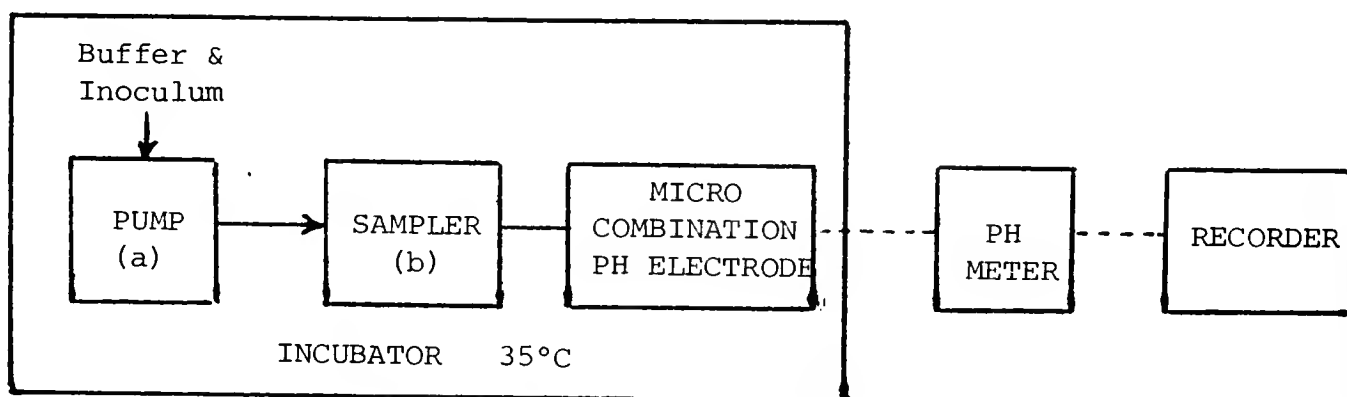 Buffer &
Inoculum
PUMP
(a)
SAMPLER
(b)
MICRO
COMBINATION
PH ELECTRODE
PH
METER
RECORDER
INCUBATOR 35°C